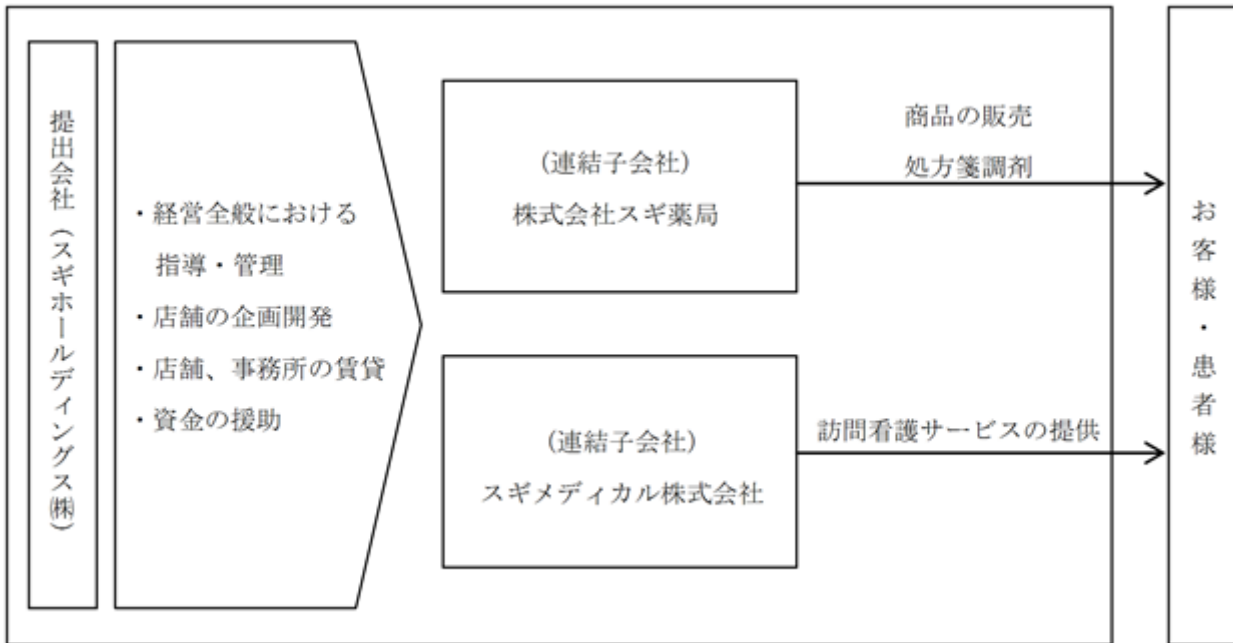 提出会社（スギホールディングス㈱）
・経営全般における
指導・管理
・店舗の企画開発
・店舗、事務所の賃貸
・資金の援助
（連結子会社）
株式会社スギ薬局
商品の販売
処方箋調剤
（連結子会社）
スギメディカル株式会社
訪問看護サービスの提供
お客様・患者様